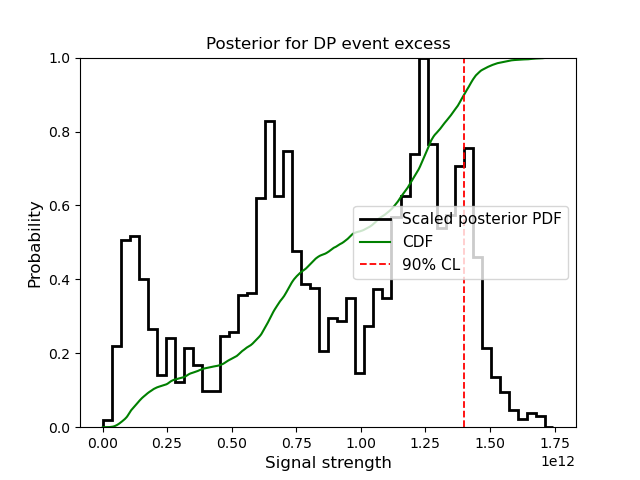 Posterior for DP event excess
1.0
0.8
0.6
0.4
0.2
0.0
Probability
Scaled posterior PDF
CDF
90% CL
0.00 0.25 0.50 0.75 1.00 1.25 1.50 1.75
1e12
Signal strength